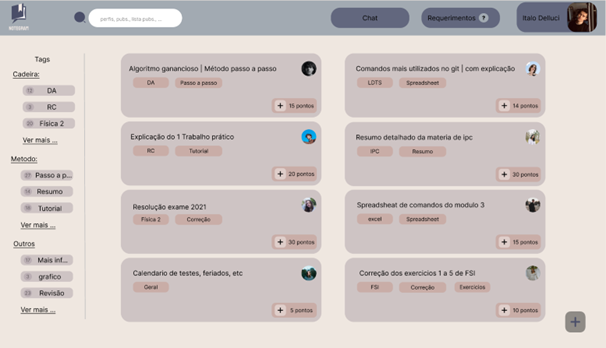 perfis, pubs., lista pubs, ...
Chat
Requerimentos ?
Italo Dellucí
Tags
Cadeira:
DA
RC
Física 2
Ver mais ...
Metodo:
Passo a p...
Resumo
Tutorial
Ver mais ...
Outros
Mais inf...
grafico
Revisão
Ver mais ...
Algoritmo ganancioso | Método passo a passo
DA Passo a passo
+ 15 pontos
Comandos mais utilizados no git | com explicação
LDTS Spreadsheet
+ 14 pontos
Explicação do 1 Trabalho prático
RC Tutorial
+ 20 pontos
Resumo detalhado da materia de ipc
IPC Resumo
+ 30 pontos
Resolução exame 2021
Física 2 Correção
+ 30 pontos
Spreadsheat de comandos do modulo 3
excel Spreadsheet
+ 15 pontos
Calendario de testes, feriados, etc
Geral
+ 5 pontos
Correção dos exercicios 1 a 5 de FSI
FSI Correção Exercicios
+ 10 pontos
+